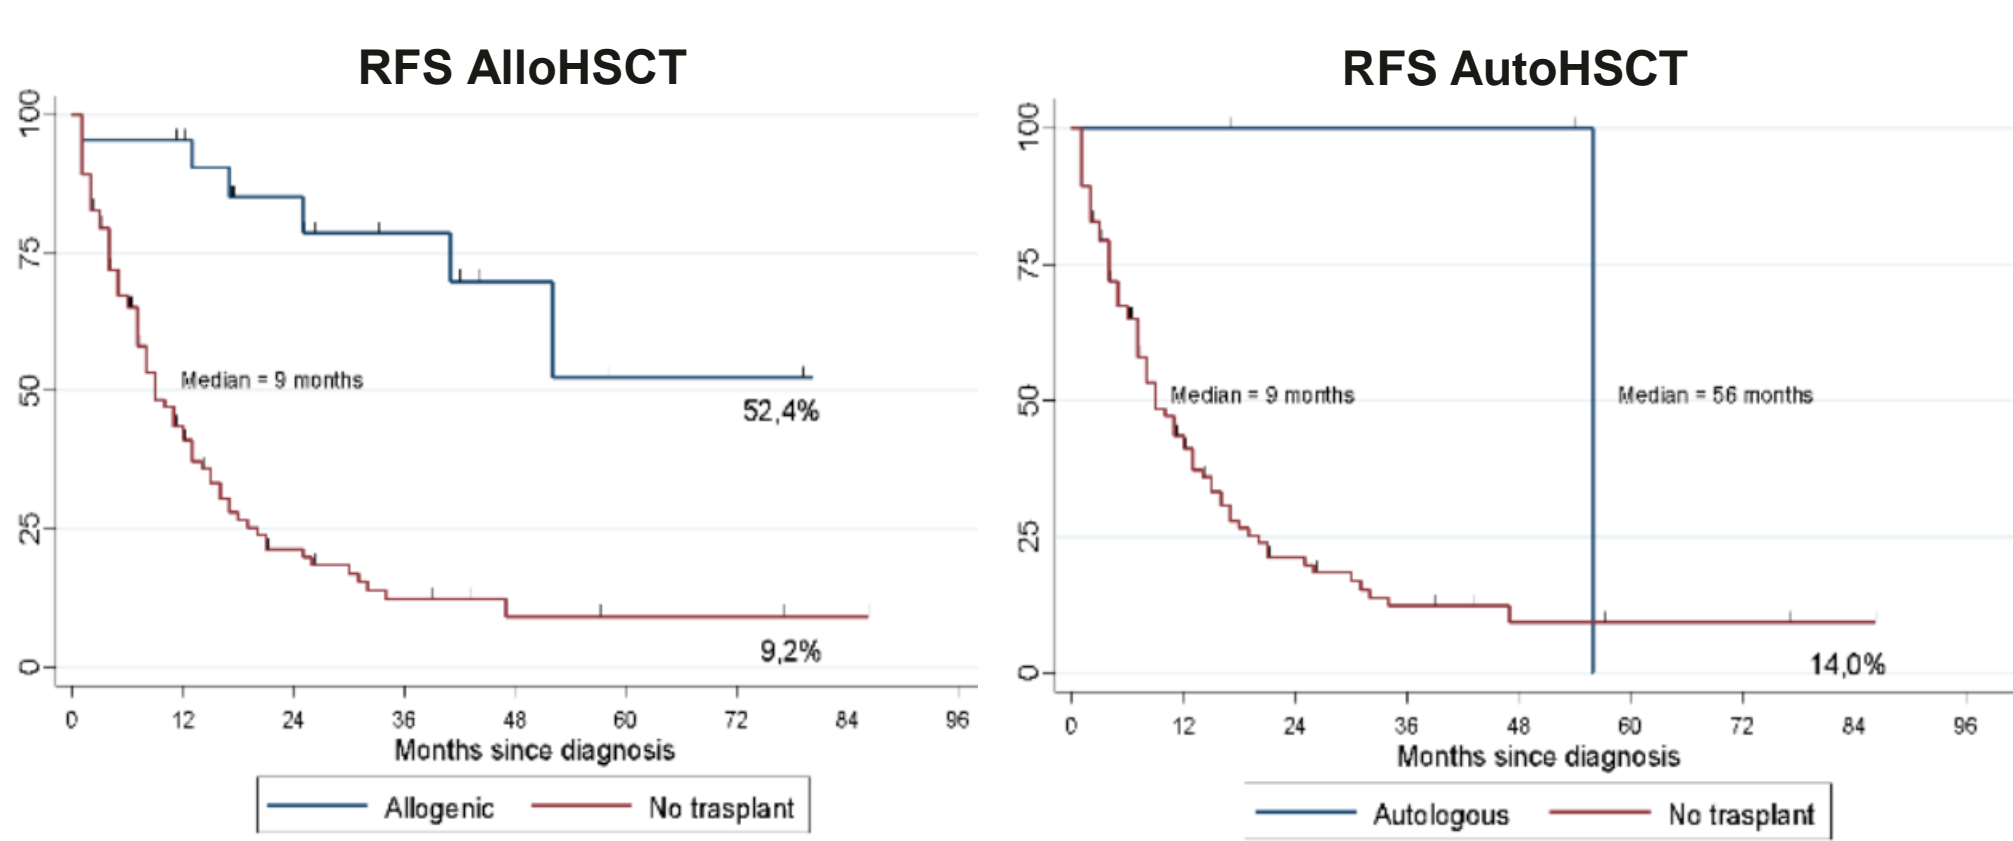 RFS AlloHSCT
100
75
50
25
0
Median = 9 months
52,4%
9,2%
0 12 24 36 48 60 72 84 96
Months since diagnosis
Allogenic No trasplant
RFS AutoHSCT
100
75
50
25
0
Median = 9 months
Median = 56 months
14,0%
0 12 24 36 48 60 72 84 96
Months since diagnosis
Autologous No trasplant